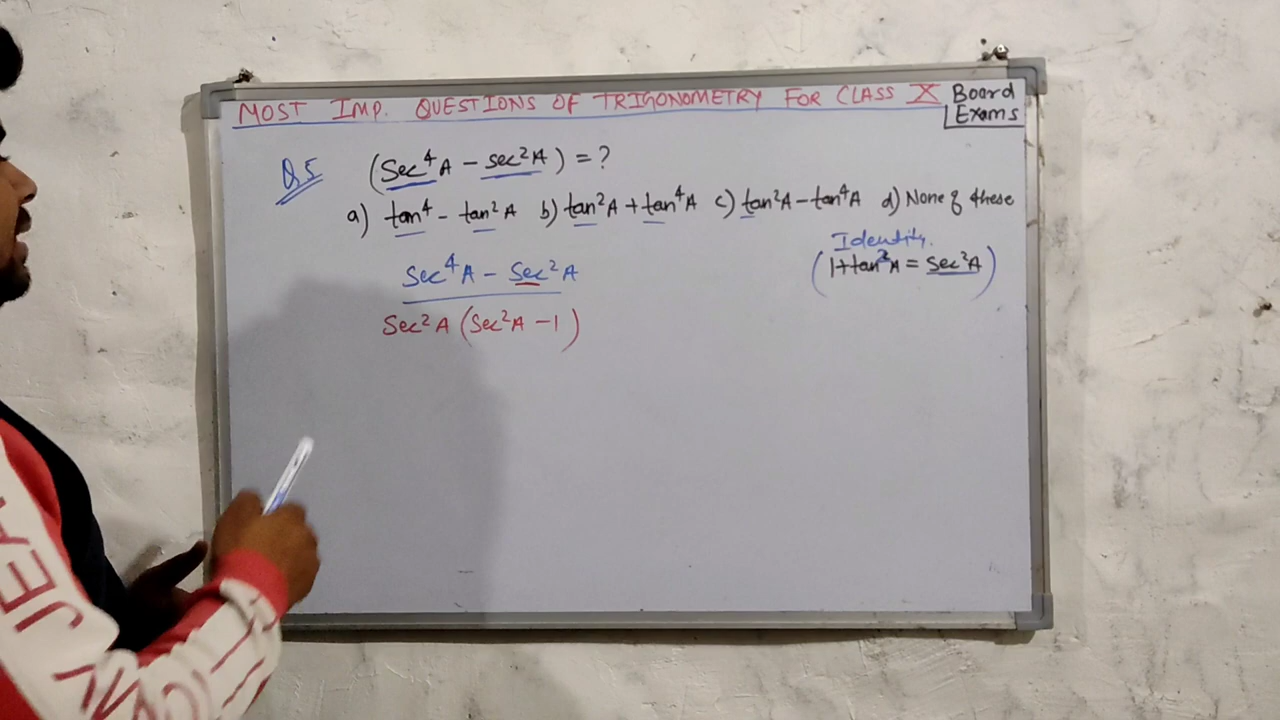 MOST IMP. QUESTIONS OF TRIGONOMETRY FOR CLASS X Board Exams
Q5 (Sec⁴A - sec²A) = ?
a) tan⁴ - tan²A b) tan²A + tan⁴A c) tan²A - tan⁴A d) None of these
Identity.
(1+tan²A = Sec²A)
Sec⁴A - Sec²A
Sec²A (Sec²A - 1)